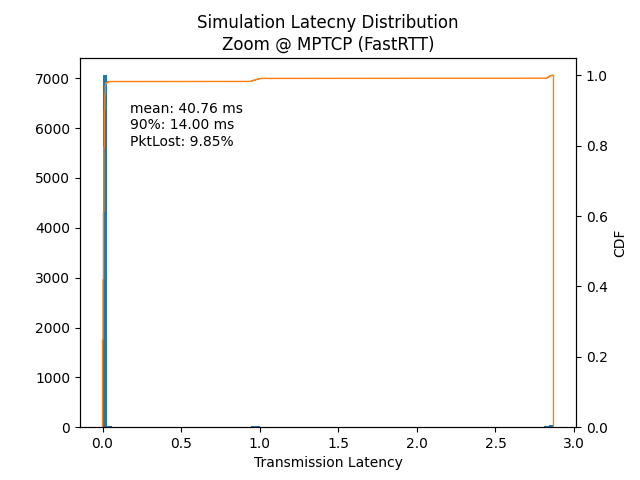 Simulation Latecny Distribution
Zoom @ MPTCP (FastRTT)
mean: 40.76 ms
90%: 14.00 ms
PktLost: 9.85%
7000
6000
5000
4000
3000
2000
1000
0
1.0
0.8
0.6
0.4
0.2
0.0
CDF
0.0 0.5 1.0 1.5 2.0 2.5 3.0
Transmission Latency